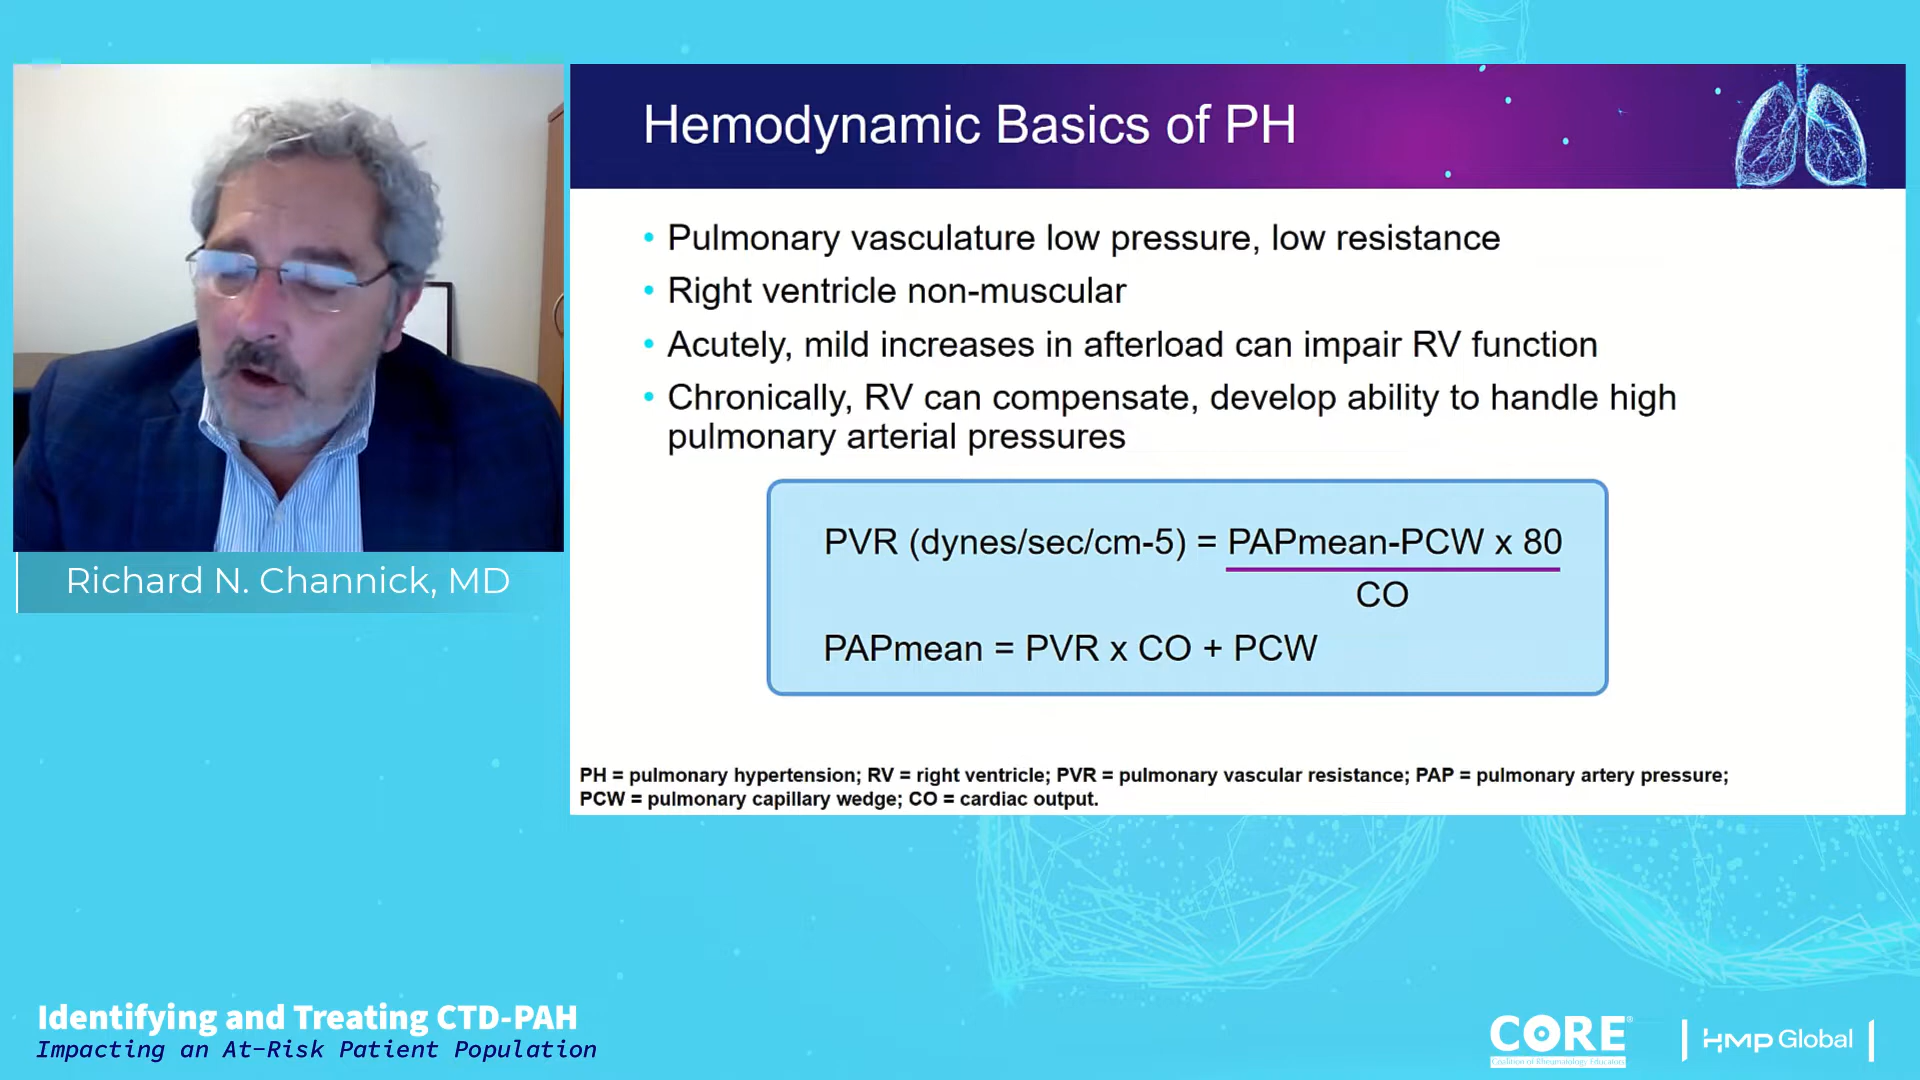 Hemodynamic Basics of PH
• Pulmonary vasculature low pressure, low resistance
• Right ventricle non-muscular
• Acutely, mild increases in afterload can impair RV function
• Chronically, RV can compensate, develop ability to handle high
pulmonary arterial pressures
PVR (dynes/sec/cm-5) = PAPmean-PCW x 80
CO
PAPmean = PVR x CO + PCW
PH = pulmonary hypertension; RV = right ventricle; PVR = pulmonary vascular resistance; PAP = pulmonary artery pressure;
PCW = pulmonary capillary wedge; CO = cardiac output.
Richard N. Channick, MD
Identifying and Treating CTD-PAH
Impacting an At-Risk Patient Population
CORE®
Coalition of Rheumatology Educators
HMP Global